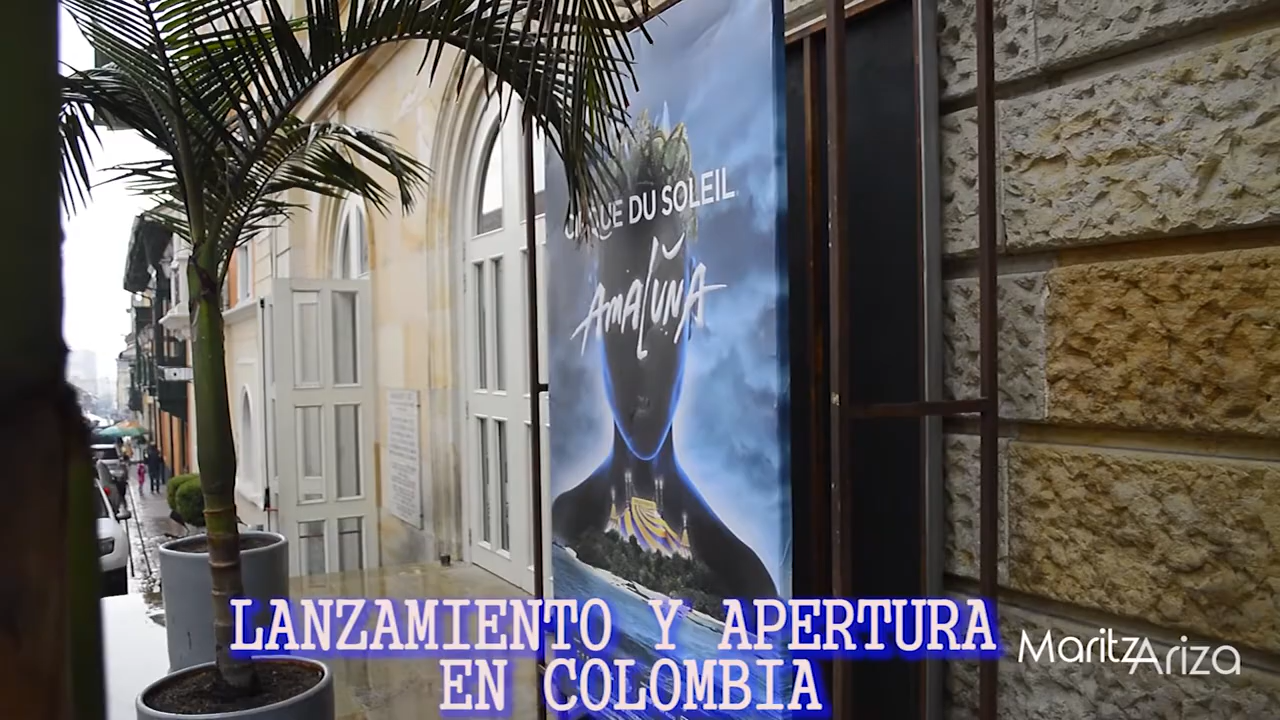 CIRQUE DU SOLEIL
AMALUNA
LANZAMIENTO Y APERTURA
EN COLOMBIA
MaritzAriza